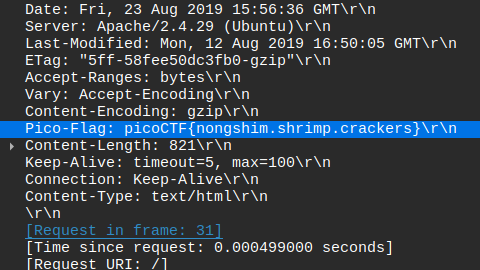 Date: Fri, 23 Aug 2019 15:56:36 GMT\r\n
Server: Apache/2.4.29 (Ubuntu)\r\n
Last-Modified: Mon, 12 Aug 2019 16:50:05 GMT\r\n
ETag: "5ff-58fee50dc3fb0-gzip"\r\n
Accept-Ranges: bytes\r\n
Vary: Accept-Encoding\r\n
Content-Encoding: gzip\r\n
Pico-Flag: picoCTF{nongshim.shrimp.crackers}\r\n
Content-Length: 821\r\n
Keep-Alive: timeout=5, max=100\r\n
Connection: Keep-Alive\r\n
Content-Type: text/html\r\n
\r\n
[Request in frame: 31]
[Time since request: 0.000499000 seconds]
[Request URI: /]